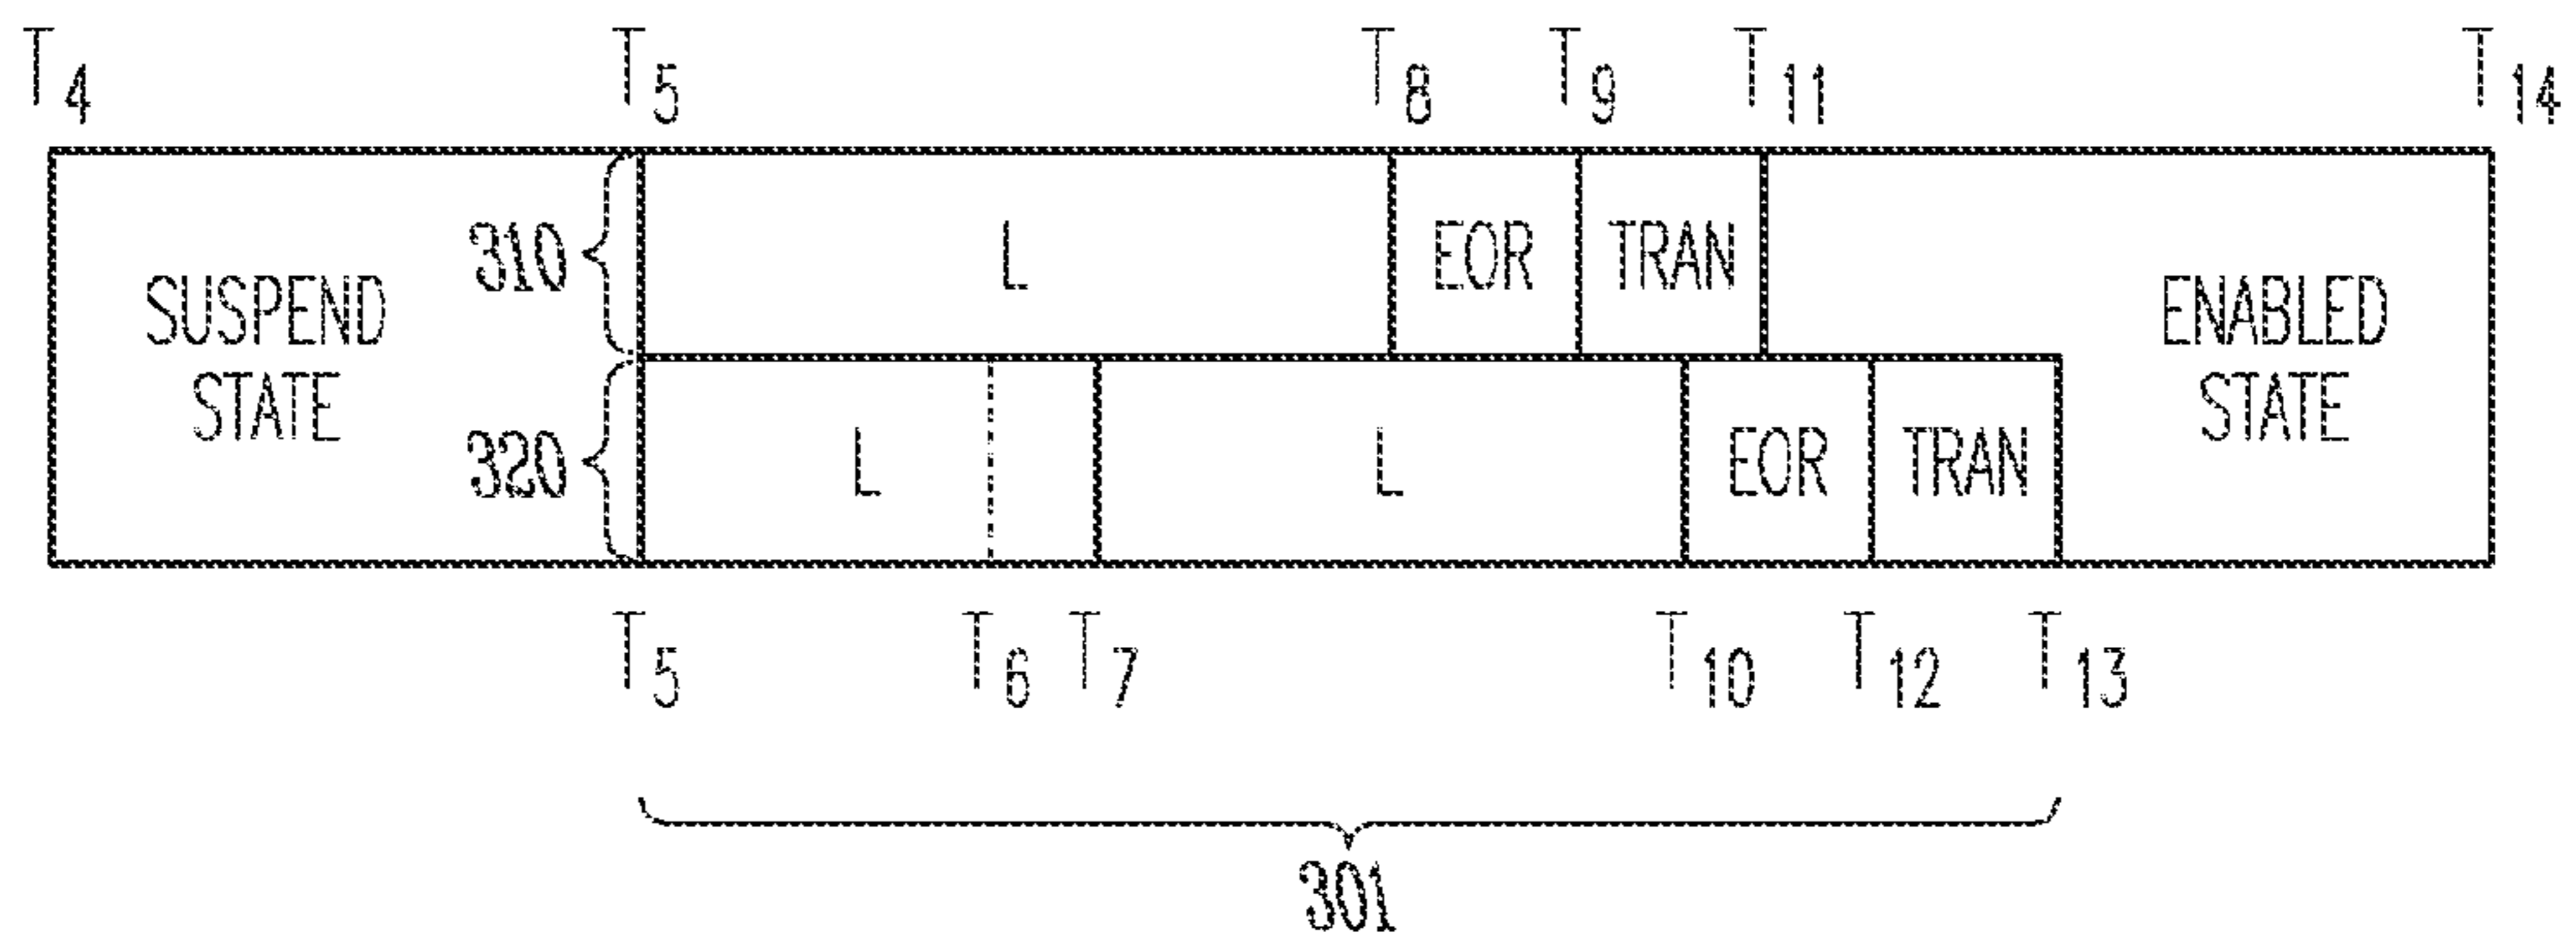 T4 T5 T8 T9 T11 T14
310 L EOR TRAN
SUSPEND STATE
ENABLED STATE
320 L L EOR TRAN
T5 T6 T7 T10 T12 T13
301